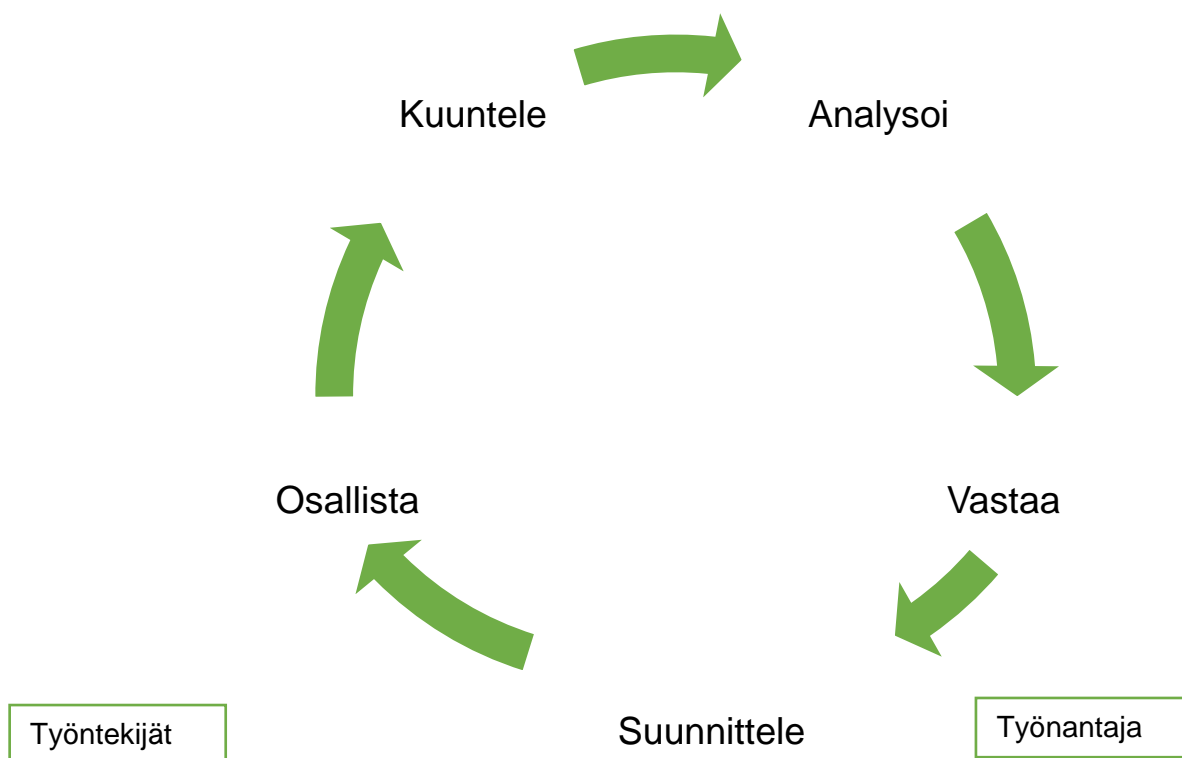 Kuuntele
Analysoi
Osallista
Vastaa
Työntekijät
Suunnittele
Työnantaja